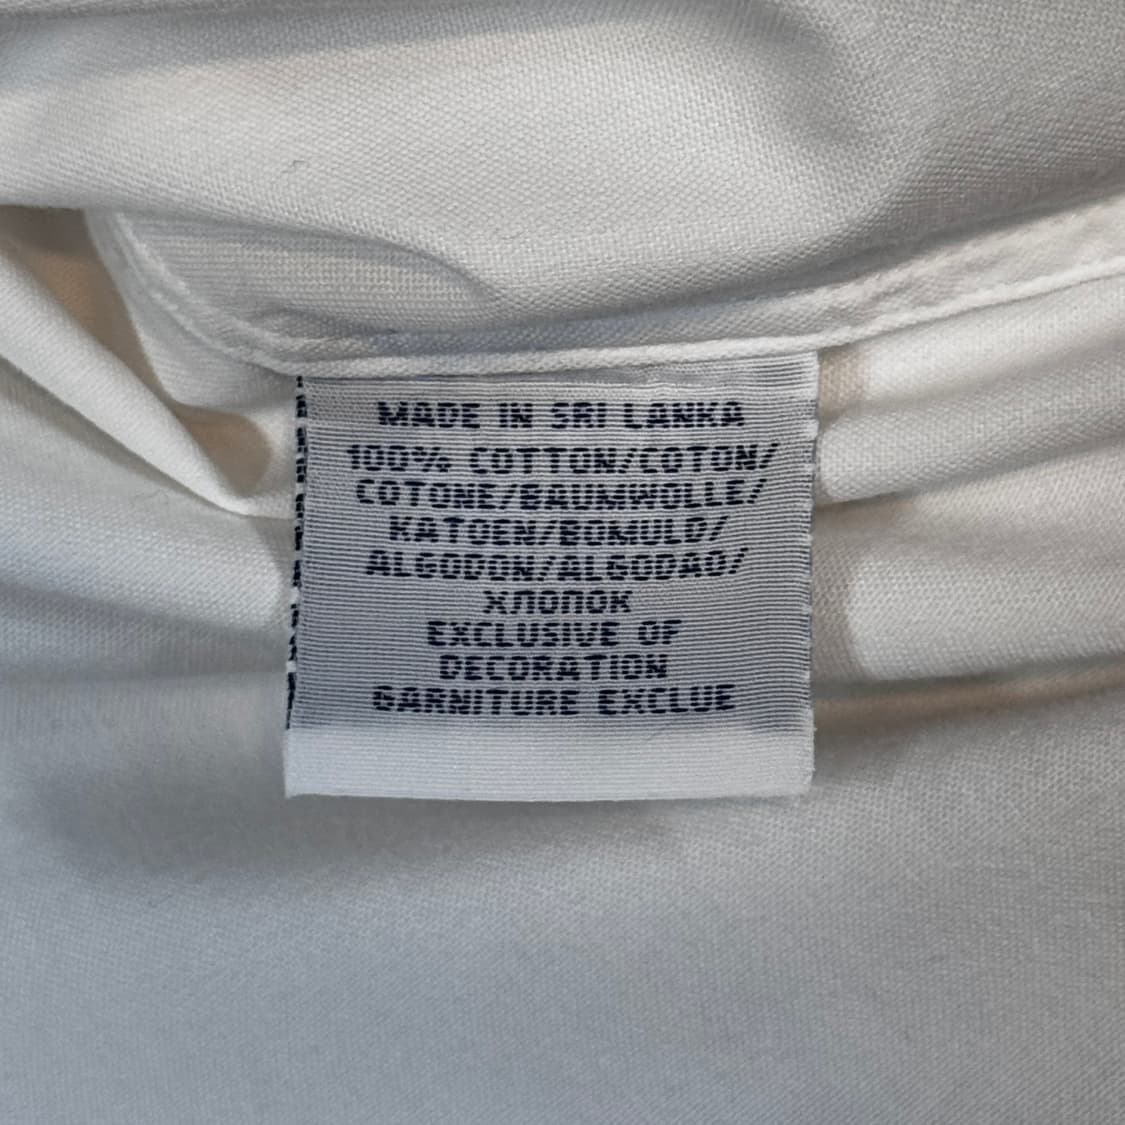 MADE IN SRI LANKA
100% COTTON/COTON/
COTONE/BAUMWOLLE/
KATOEN/BOMULD/
ALGODON/ALGODAO/
ХЛОПОК
EXCLUSIVE OF
DECORATION
GARNITURE EXCLUE